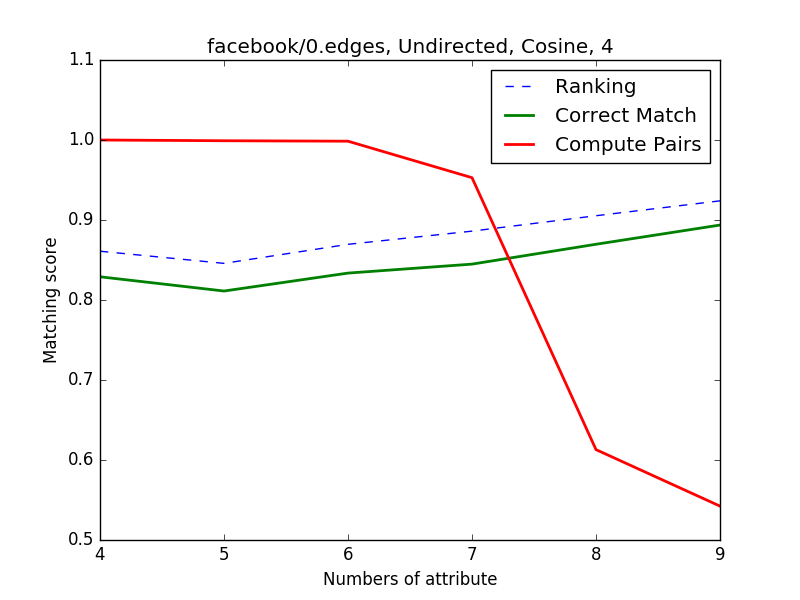 facebook/0.edges, Undirected, Cosine, 4
Ranking
Correct Match
Compute Pairs
1.1
1.0
0.9
0.8
0.7
0.6
0.5
Matching score
4 5 6 7 8 9
Numbers of attribute